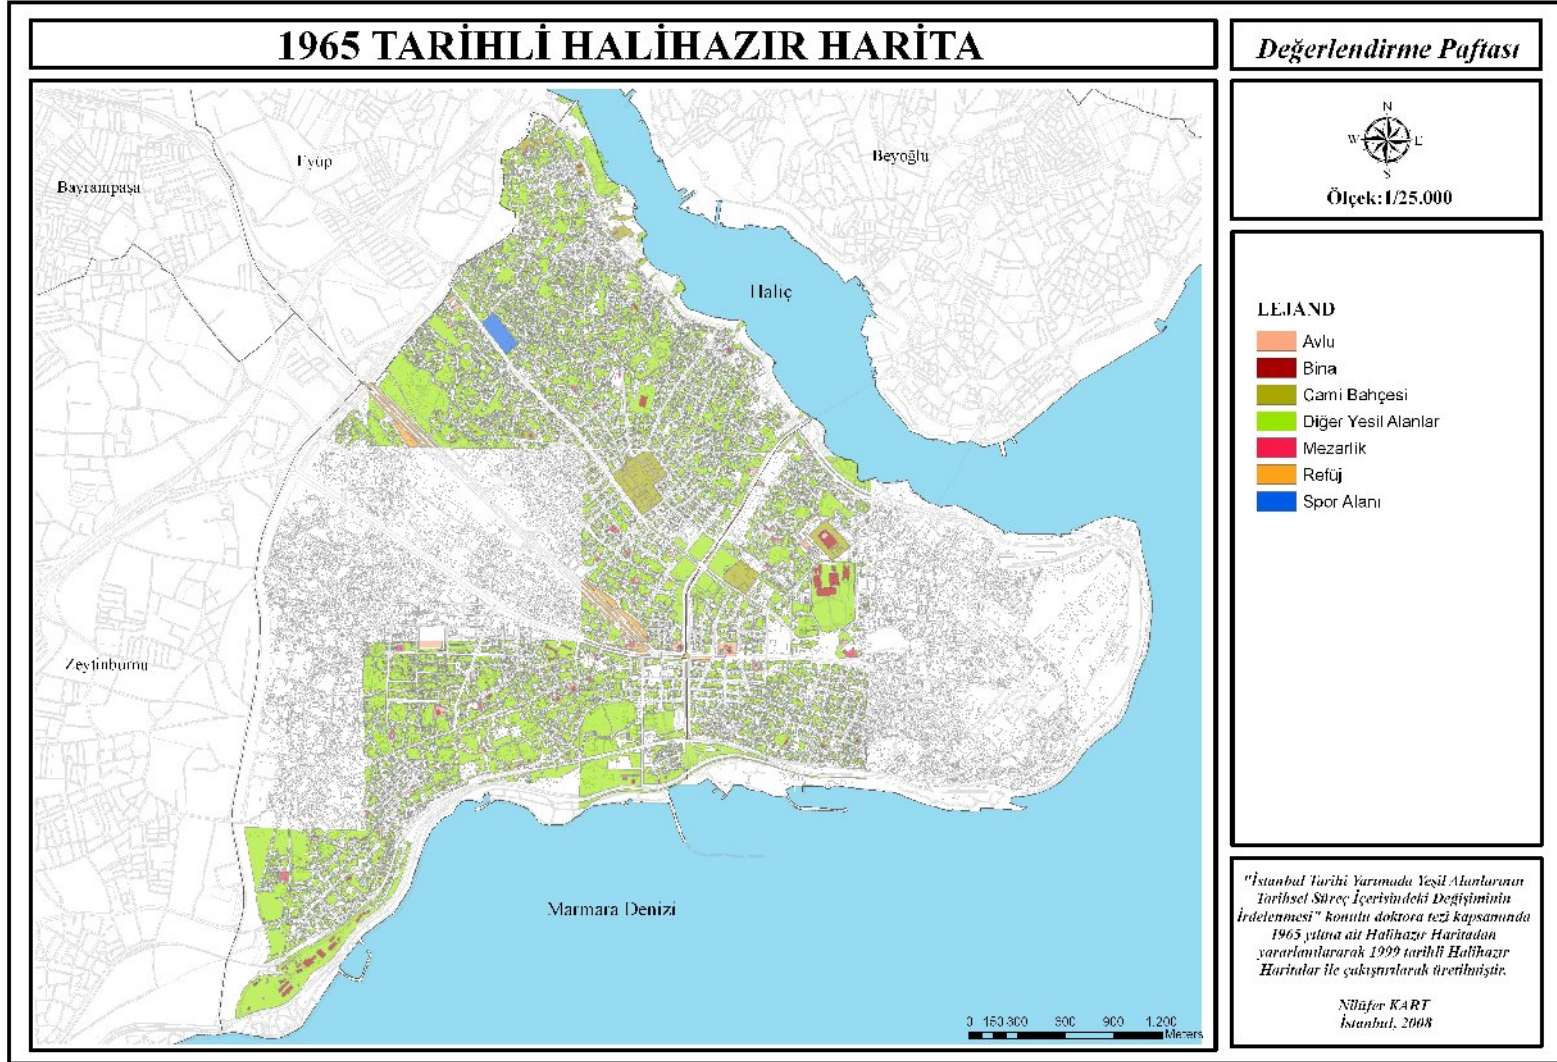 1965 TARİHLİ HALİHAZIR HARİTA
Değerlendirme Paftası
N
W E
S
Ölçek:1/25.000
Eyüp
Bayrampaşa
Beyoğlu
Haliç
Zeytinburnu
Marmara Denizi
LEJAND
Avlu
Bina
Cami Bahçesi
Diğer Yesil Alanlar
Mezarlik
Refüj
Spor Alanı
0 150 300 600 900 1.200
Meters
"İstanbul Tarihi Yarımada Yeşil Alanlarının
Tarihsel Süreç İçerisindeki Değişiminin
İrdelenmesi" konulu doktora tezi kapsamında
1965 yılına ait Halihazır Haritadan
yararlanılararak 1999 tarihli Halihazır
Haritalar ile çakıştırılarak üretilmiştir.
Nilüfer KART
İstanbul, 2008